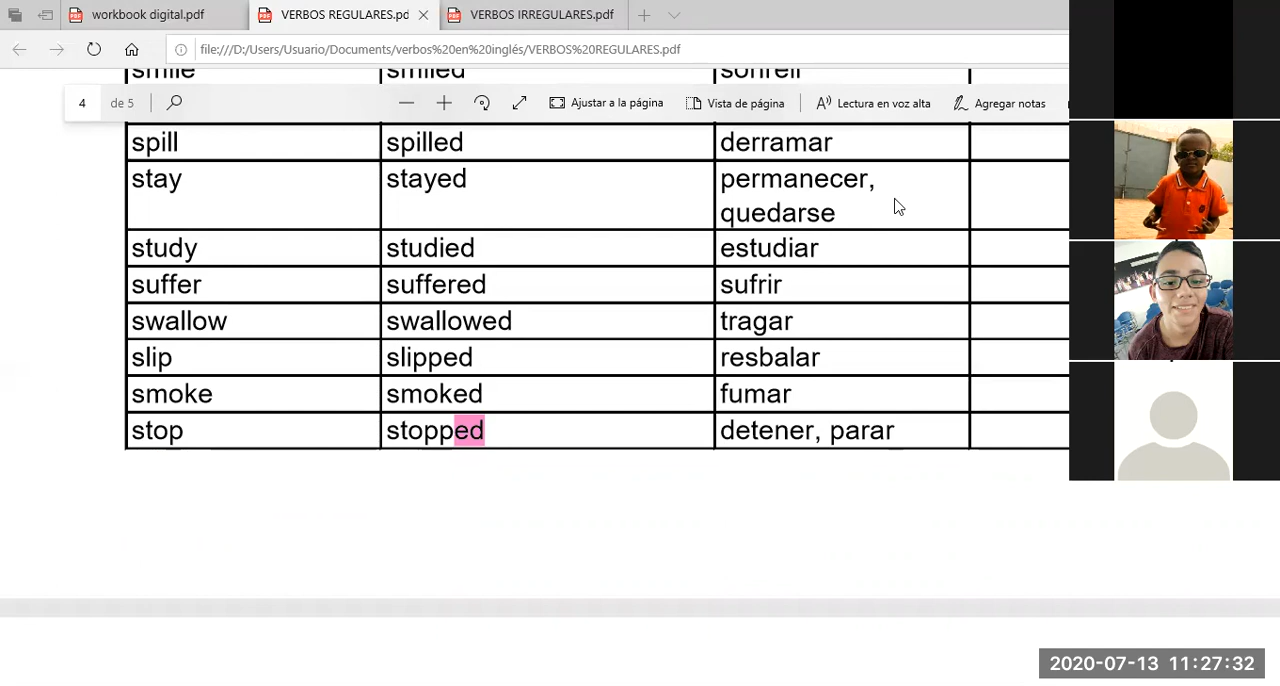 workbook digital.pdf VERBOS REGULARES.pd VERBOS IRREGULARES.pdf
file:///D:/Users/Usuario/Documents/verbos%20en%20inglés/VERBOS%20REGULARES.pdf
smile smiled sonreír
4 de 5 Ajustar a la página Vista de página Lectura en voz alta Agregar notas
spill spilled derramar
stay stayed permanecer,
quedarse
study studied estudiar
suffer suffered sufrir
swallow swallowed tragar
slip slipped resbalar
smoke smoked fumar
stop stopped detener, parar
2020-07-13 11:27:32